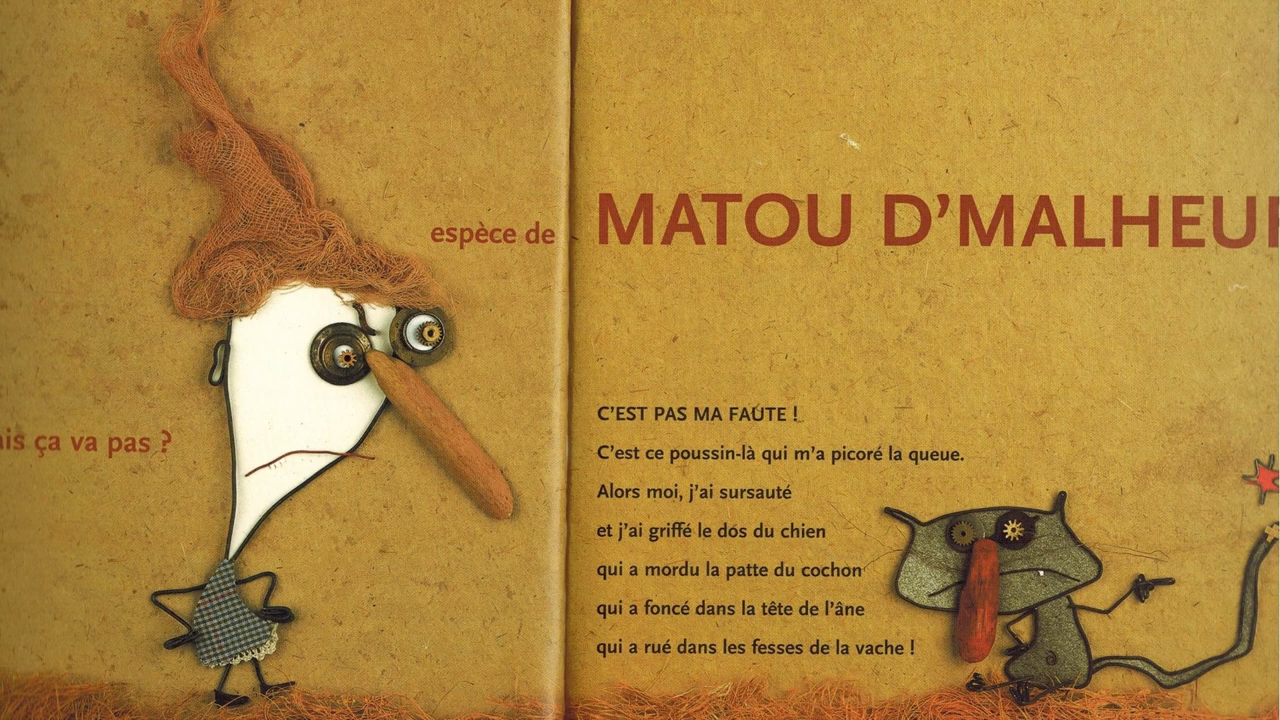 ça va pas ?
espèce de
MATOU D'MALHEU
C'EST PAS MA FAUTE !
C'est ce poussin-là qui m'a picoré la queue.
Alors moi, j'ai sursauté
et j'ai griffé le dos du chien
qui a mordu la patte du cochon
qui a foncé dans la tête de l'âne
qui a rué dans les fesses de la vache !